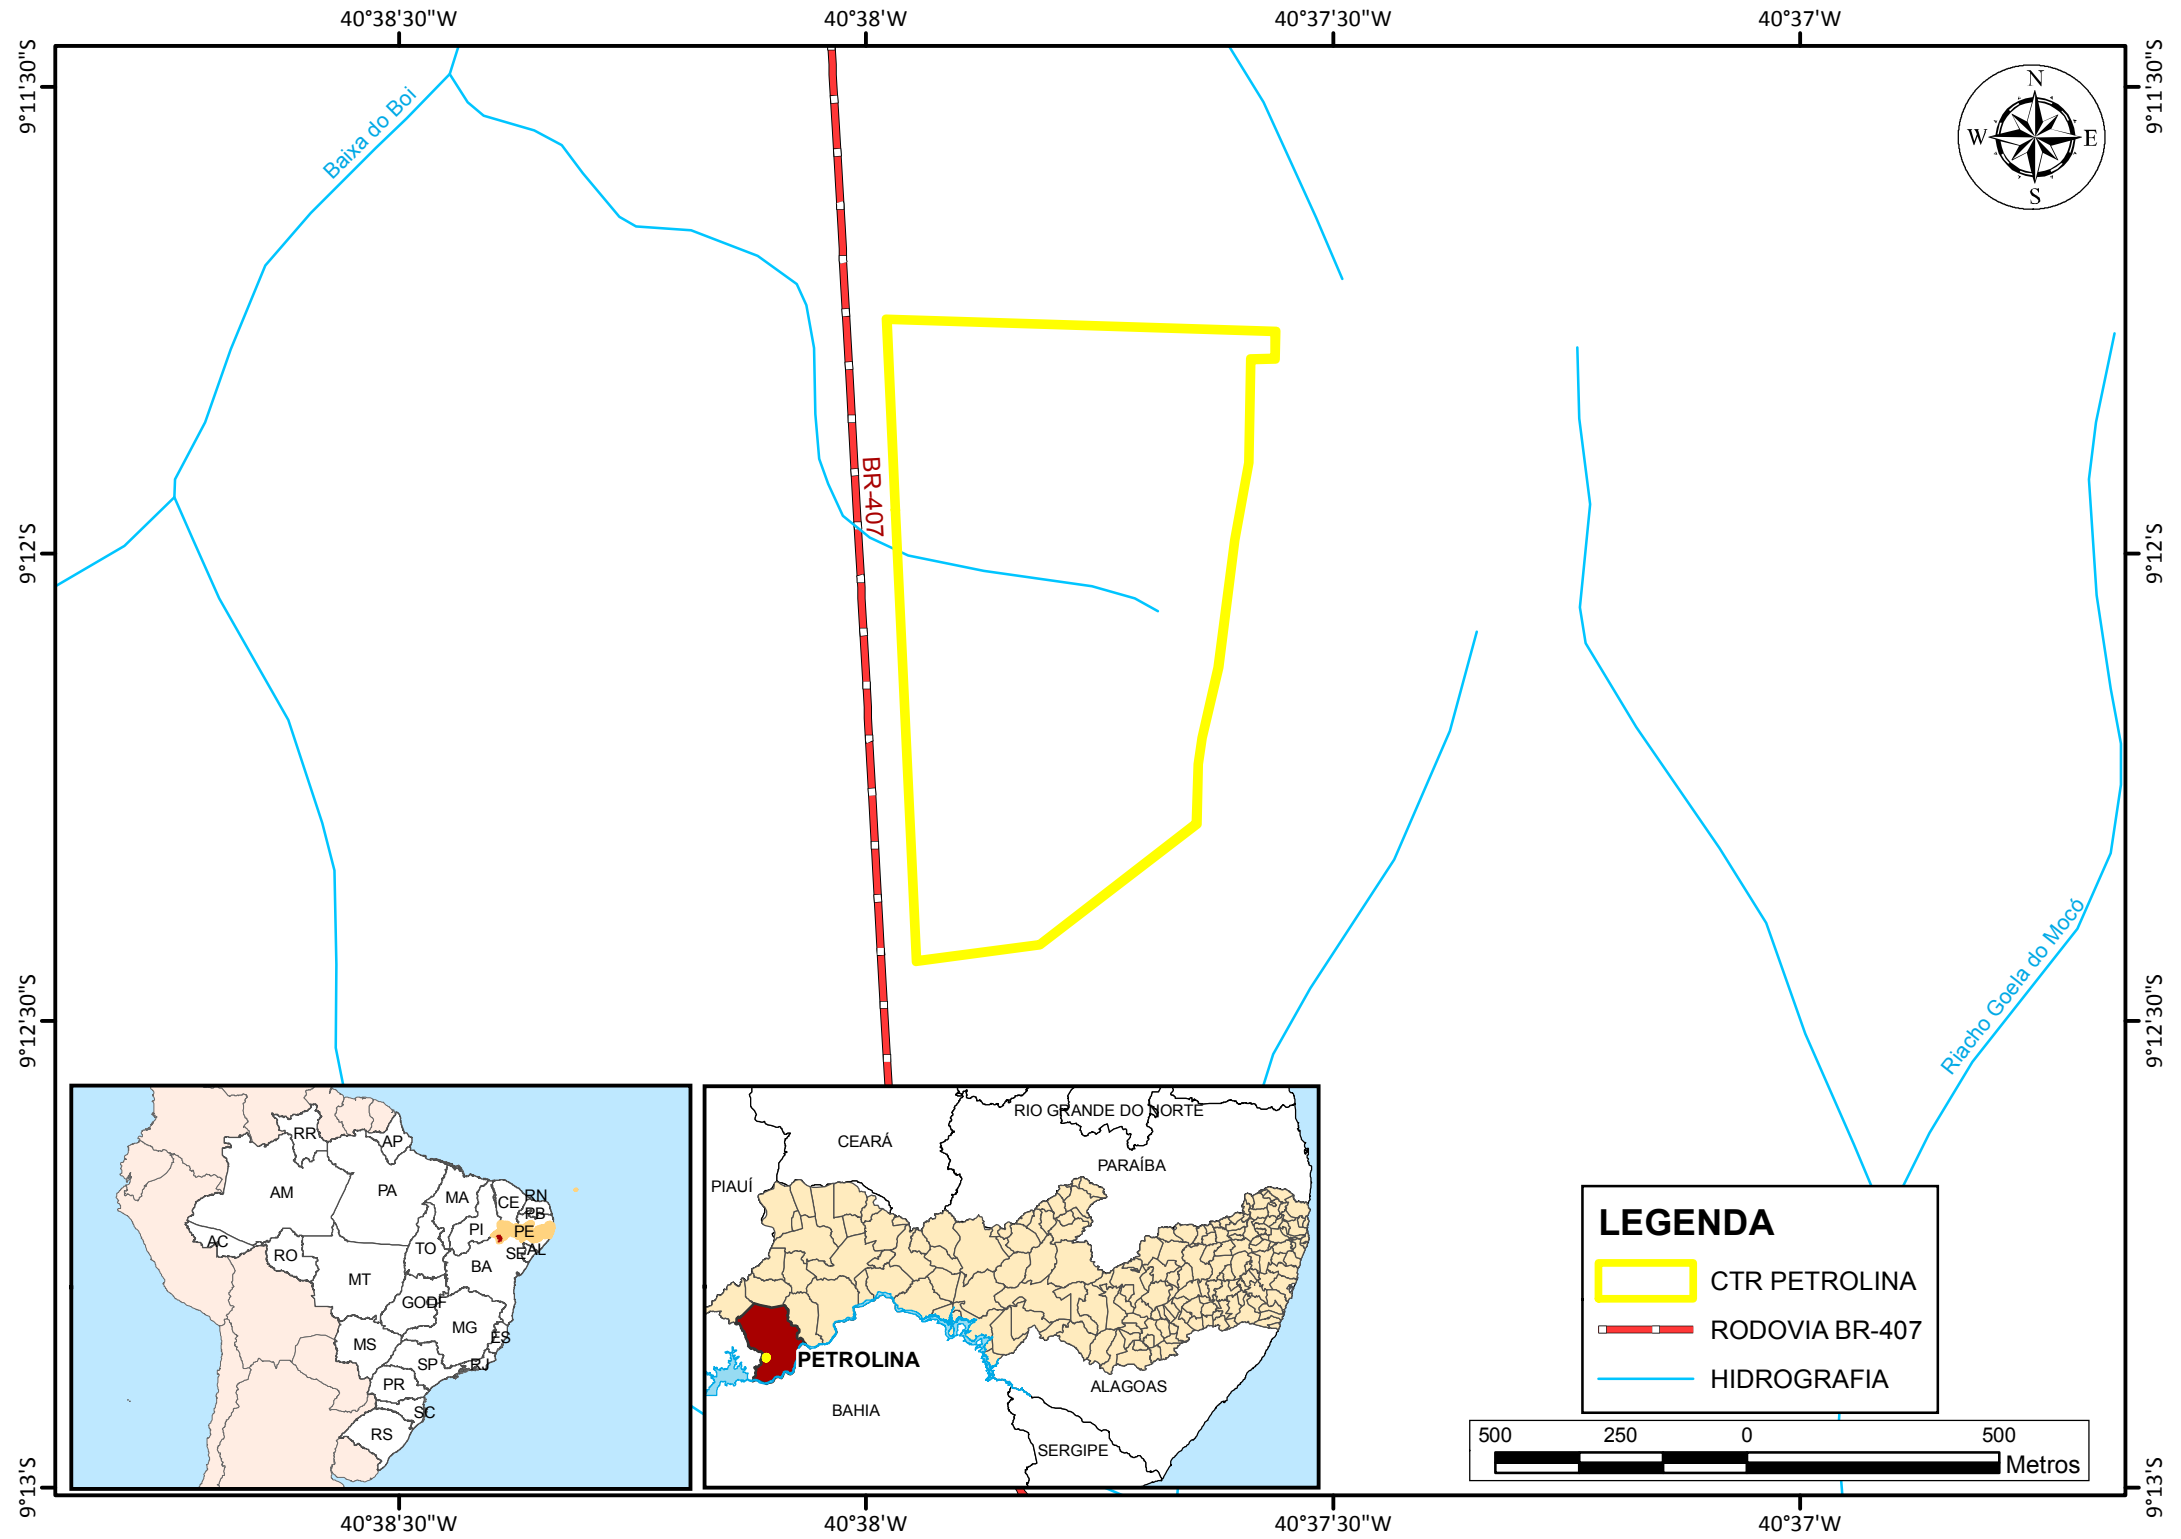 40°38'30"W
40°38'W
40°37'30"W
40°37'W
9°11'30"S
9°11'30"S
N
W
E
S
Baixa do Boi
BR-407
9°12'S
9°12'S
Riacho Goela do Mocó
9°12'30"S
9°12'30"S
RR
AP
AM
PA
MA
CE
RN
PB
PI
PE
AC
RO
TO
SE
AL
BA
MT
GO
DF
MG
ES
MS
SP
RJ
PR
SC
RS
RIO GRANDE DO NORTE
CEARÁ
PARAÍBA
PIAUÍ
PETROLINA
ALAGOAS
BAHIA
SERGIPE
LEGENDA
CTR PETROLINA
RODOVIA BR-407
HIDROGRAFIA
500 250 0 500
Metros
9°13'S
9°13'S
40°38'30"W
40°38'W
40°37'30"W
40°37'W